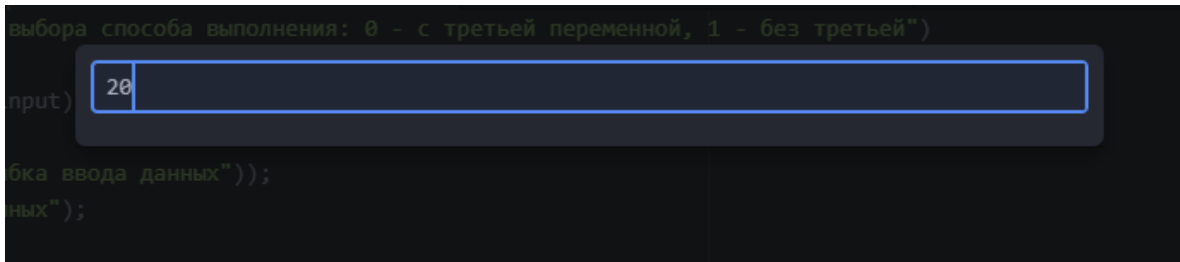 выбора способа выполнения: 0 - с третьей переменной, 1 - без третьей")
20
nput)
бка ввода данных"));
ных");